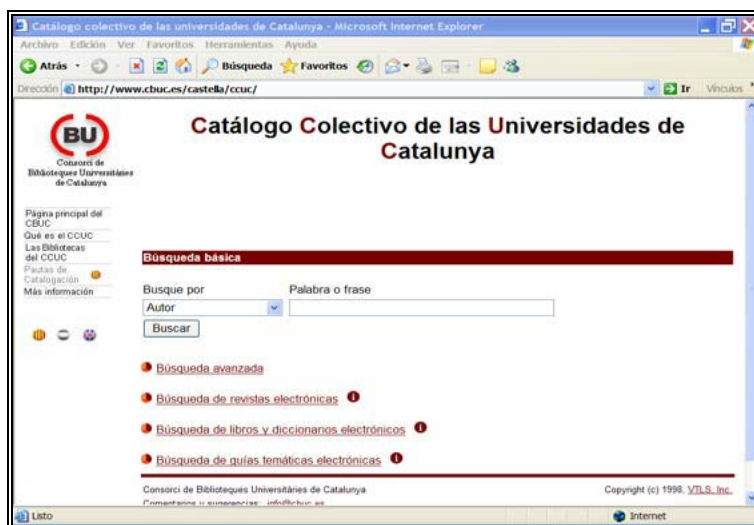 Catálogo colectivo de las universidades de Catalunya - Microsoft Internet Explorer
Archivo Edición Ver Favoritos Herramientas Ayuda
Atrás Búsqueda Favoritos
Dirección http://www.cbuc.es/castella/ccuc/ Ir Vínculos
BU
Consorci de
Biblioteques Universitàries
de Catalunya
Catálogo Colectivo de las Universidades de
Catalunya
Página principal del
CBUC
Qué es el CCUC
Las Bibliotecas
del CCUC
Pautas de
Catalogación
Más información
Búsqueda básica
Busque por Palabra o frase
Autor
Buscar
Búsqueda avanzada
Búsqueda de revistas electrónicas
Búsqueda de libros y diccionarios electrónicos
Búsqueda de guías temáticas electrónicas
Consorci de Biblioteques Universitàries de Catalunya Copyright (c) 1998, VTLS, Inc.
Comentarios y sugerencias: info@cbuc.es
Listo Internet